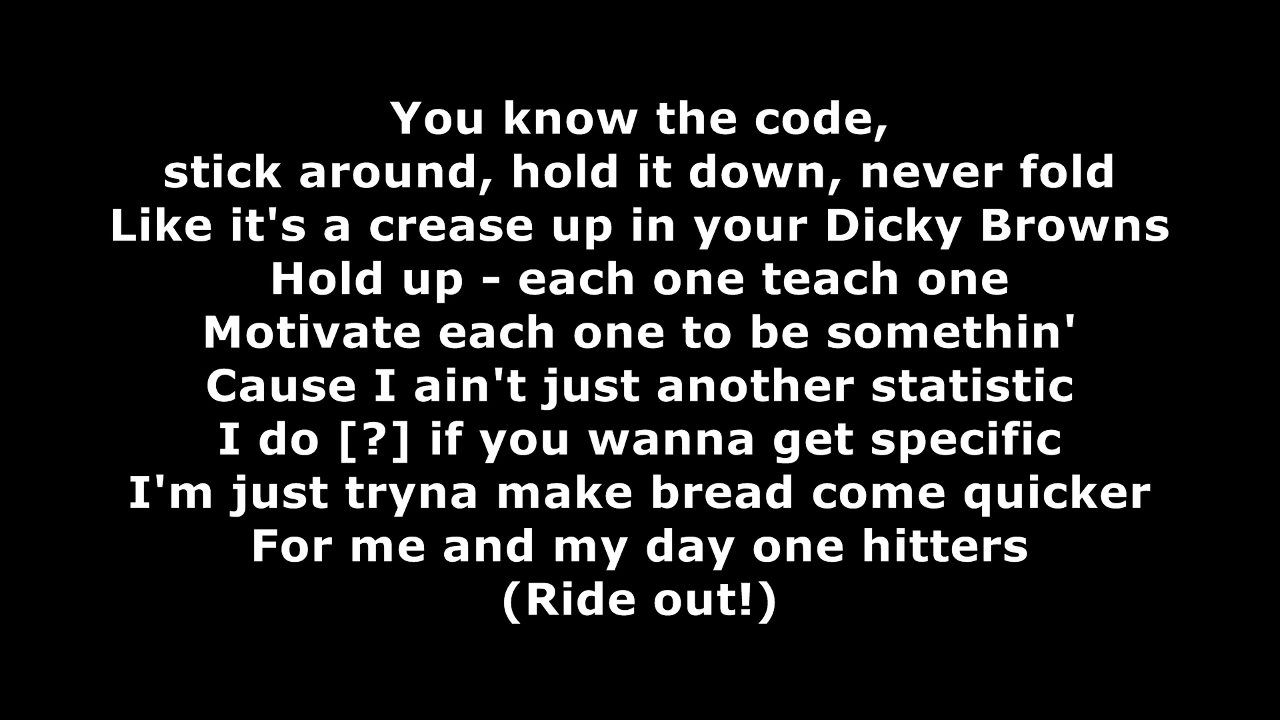 You know the code,
stick around, hold it down, never fold
Like it's a crease up in your Dicky Browns
Hold up - each one teach one
Motivate each one to be somethin'
Cause I ain't just another statistic
I do [?] if you wanna get specific
I'm just tryna make bread come quicker
For me and my day one hitters
(Ride out!)